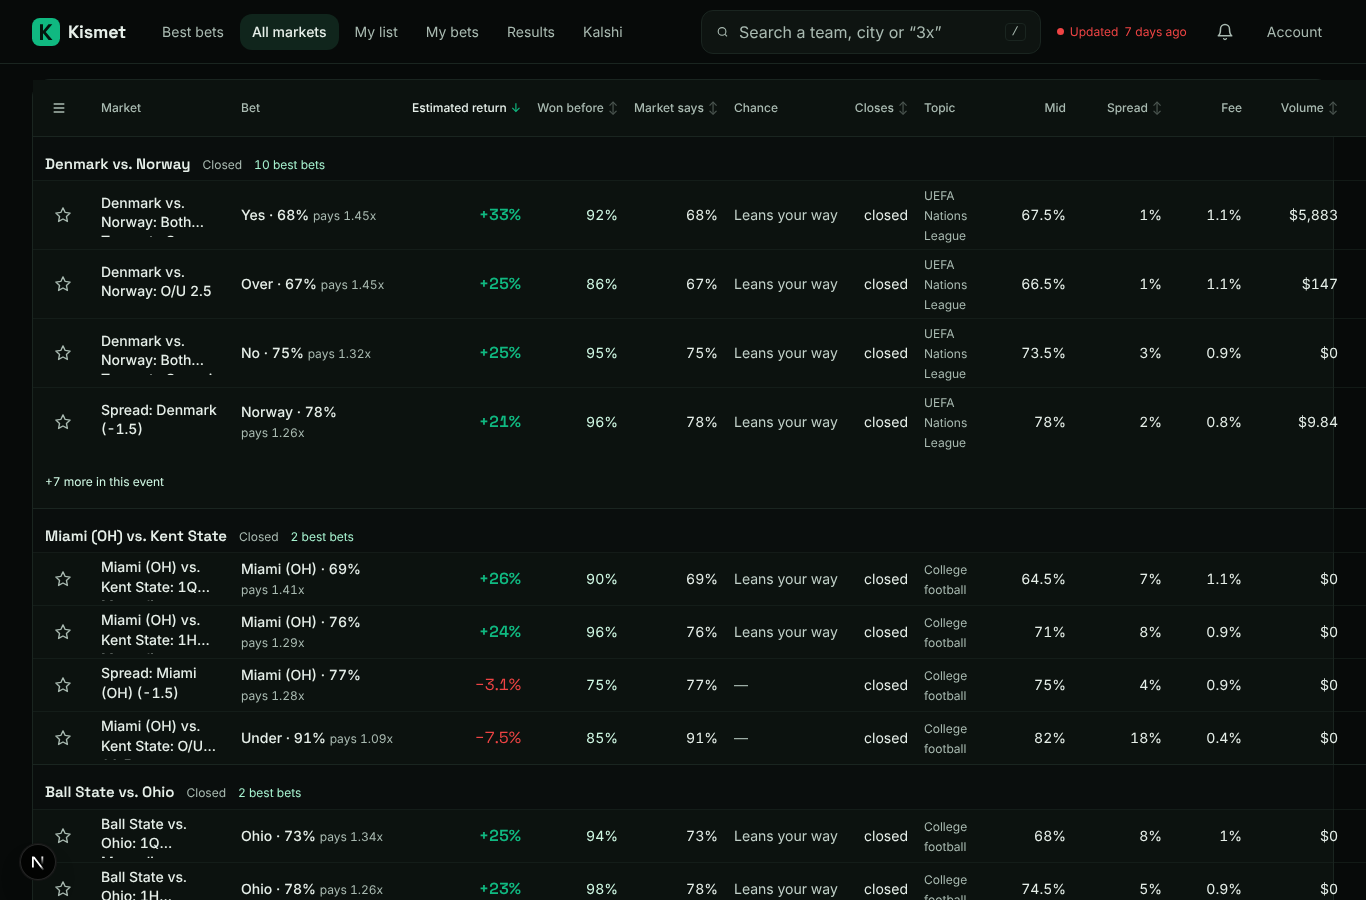 K Kismet Best bets All markets My list My bets Results Kalshi Search a team, city or “3x” / Updated 7 days ago Account
Market Bet Estimated return ↓ Won before Market says Chance Closes Topic Mid Spread Fee Volume
Denmark vs. Norway Closed 10 best bets
Denmark vs.
Norway: Both...
Yes · 68% pays 1.45x +33% 92% 68% Leans your way closed
UEFA
Nations
League
67.5% 1% 1.1% $5,883
Denmark vs.
Norway: O/U 2.5
Over · 67% pays 1.45x +25% 86% 67% Leans your way closed
UEFA
Nations
League
66.5% 1% 1.1% $147
Denmark vs.
Norway: Both...
No · 75% pays 1.32x +25% 95% 75% Leans your way closed
UEFA
Nations
League
73.5% 3% 0.9% $0
Spread: Denmark
(-1.5)
Norway · 78%
pays 1.26x
+21% 96% 78% Leans your way closed
UEFA
Nations
League
78% 2% 0.8% $9.84
+7 more in this event
Miami (OH) vs. Kent State Closed 2 best bets
Miami (OH) vs.
Kent State: 1Q...
Miami (OH) · 69%
pays 1.41x
+26% 90% 69% Leans your way closed
College
football
64.5% 7% 1.1% $0
Miami (OH) vs.
Kent State: 1H...
Miami (OH) · 76%
pays 1.29x
+24% 96% 76% Leans your way closed
College
football
71% 8% 0.9% $0
Spread: Miami
(OH) (-1.5)
Miami (OH) · 77%
pays 1.28x
−3.1% 75% 77% — closed
College
football
75% 4% 0.9% $0
Miami (OH) vs.
Kent State: O/U...
Under · 91% pays 1.09x −7.5% 85% 91% — closed
College
football
82% 18% 0.4% $0
Ball State vs. Ohio Closed 2 best bets
Ball State vs.
Ohio: 1Q...
Ohio · 73% pays 1.34x +25% 94% 73% Leans your way closed
College
football
68% 8% 1% $0
Ball State vs.
Ohio: 1H...
Ohio · 78% pays 1.26x +23% 98% 78% Leans your way closed
College
football
74.5% 5% 0.9% $0
N